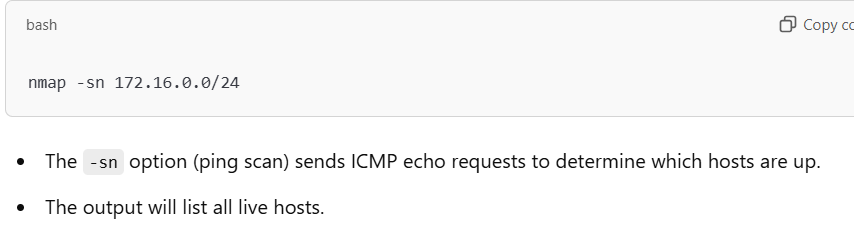 bash
Copy co
nmap -sn 172.16.0.0/24
The -sn option (ping scan) sends ICMP echo requests to determine which hosts are up.
The output will list all live hosts.